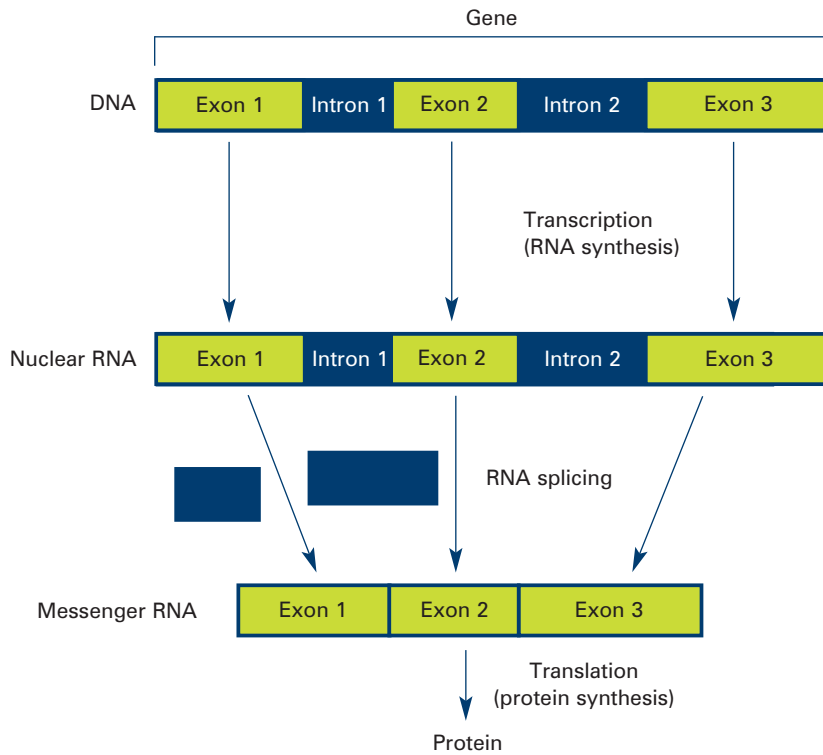 Gene
DNA
Exon 1 Intron 1 Exon 2 Intron 2 Exon 3
Transcription
(RNA synthesis)
Nuclear RNA
Exon 1 Intron 1 Exon 2 Intron 2 Exon 3
RNA splicing
Messenger RNA
Exon 1 Exon 2 Exon 3
Translation
(protein synthesis)
Protein